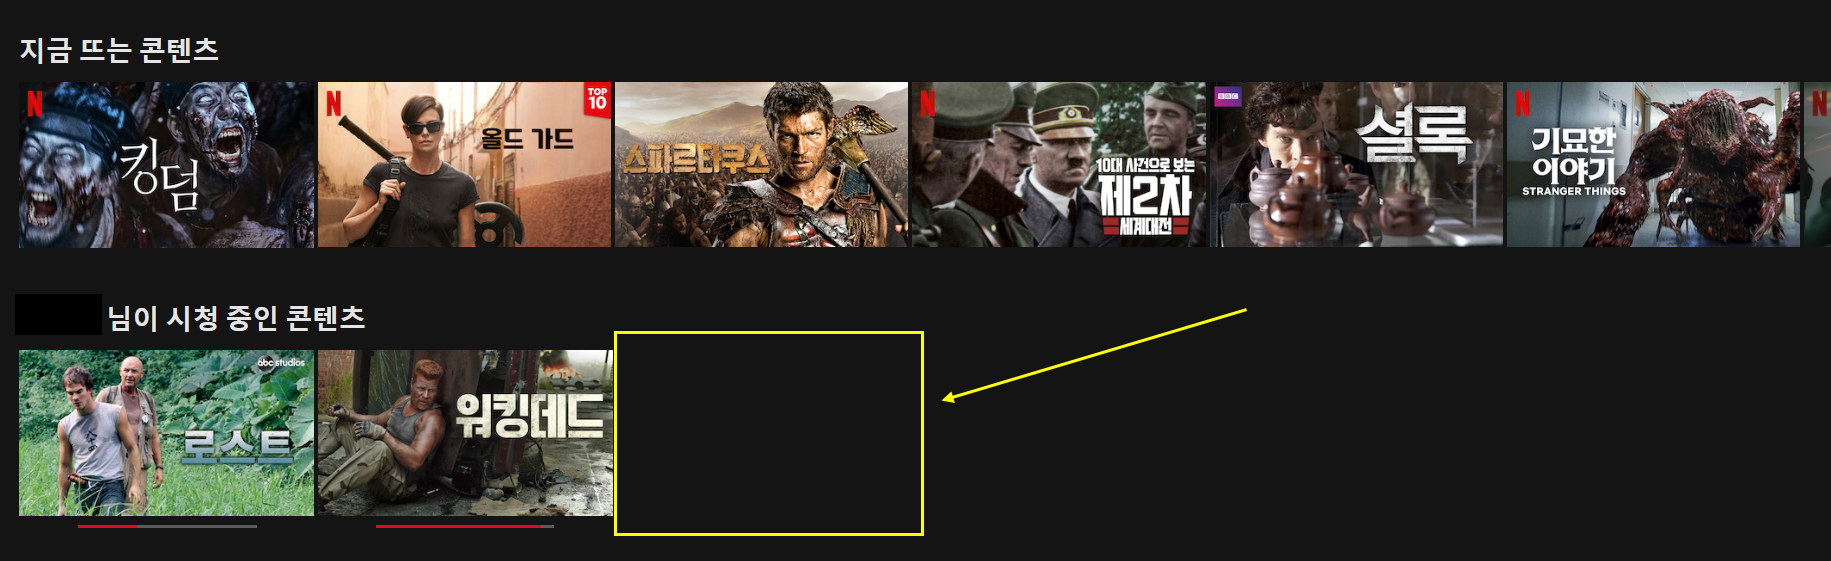 지금 뜨는 콘텐츠
N
킹덤
N
올드 가드
TOP
10
스파르타쿠스
N
10대 사건으로 보는
제2차
세계대전
BBC
셜록
N
기묘한
이야기
STRANGER THINGS
N
님이 시청 중인 콘텐츠
abc studios
로스트
워킹데드